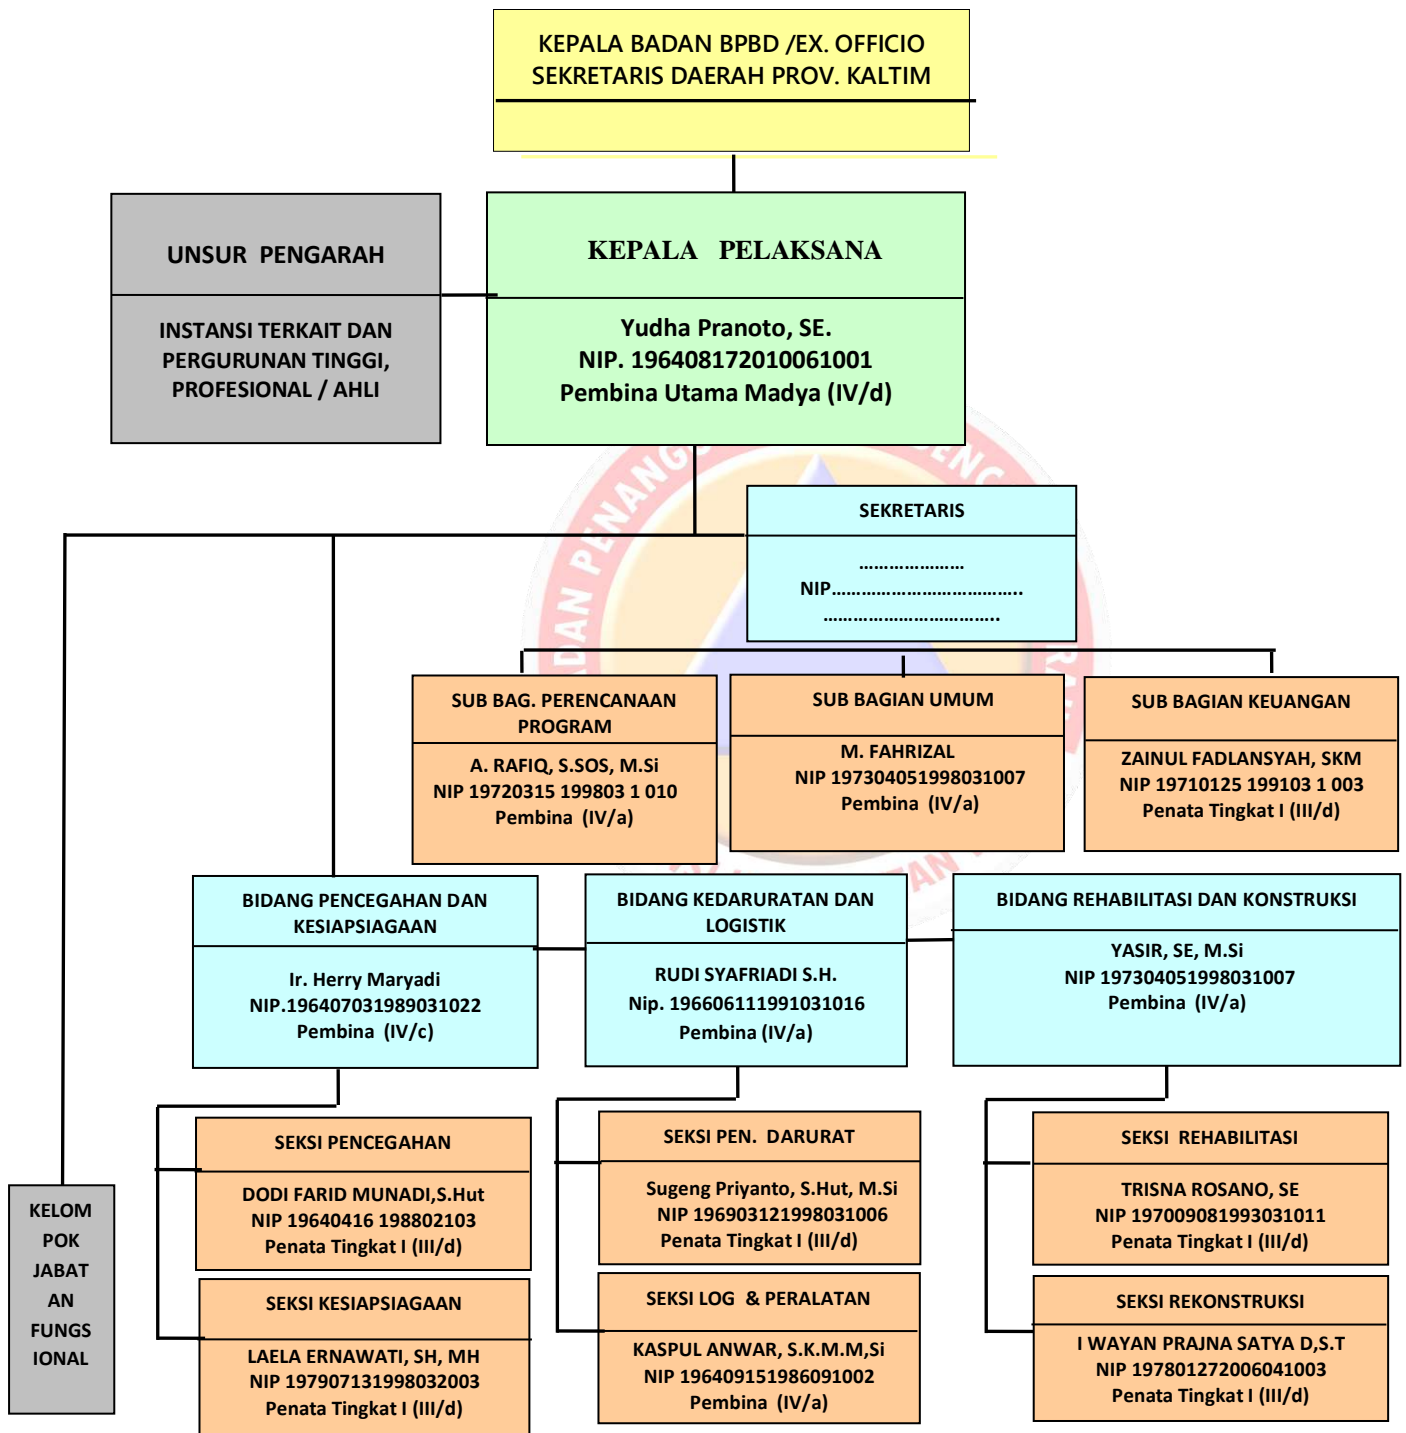 KEPALA BADAN BPBD /EX. OFFICIO
SEKRETARIS DAERAH PROV. KALTIM
UNSUR PENGARAH
INSTANSI TERKAIT DAN
PERGURUNAN TINGGI,
PROFESIONAL / AHLI
KEPALA PELAKSANA
Yudha Pranoto, SE.
NIP. 196408172010061001
Pembina Utama Madya (IV/d)
SEKRETARIS
…………………
NIP………………………………..
……………………………..
SUB BAG. PERENCANAAN
PROGRAM
A. RAFIQ, S.SOS, M.Si
NIP 19720315 199803 1 010
Pembina (IV/a)
SUB BAGIAN UMUM
M. FAHRIZAL
NIP 197304051998031007
Pembina (IV/a)
SUB BAGIAN KEUANGAN
ZAINUL FADLANSYAH, SKM
NIP 19710125 199103 1 003
Penata Tingkat I (III/d)
BIDANG PENCEGAHAN DAN
KESIAPSIAGAAN
Ir. Herry Maryadi
NIP.196407031989031022
Pembina (IV/c)
BIDANG KEDARURATAN DAN
LOGISTIK
RUDI SYAFRIADI S.H.
Nip. 196606111991031016
Pembina (IV/a)
BIDANG REHABILITASI DAN KONSTRUKSI
YASIR, SE, M.Si
NIP 197304051998031007
Pembina (IV/a)
SEKSI PENCEGAHAN
DODI FARID MUNADI,S.Hut
NIP 19640416 198802103
Penata Tingkat I (III/d)
SEKSI KESIAPSIAGAAN
LAELA ERNAWATI, SH, MH
NIP 197907131998032003
Penata Tingkat I (III/d)
SEKSI PEN. DARURAT
Sugeng Priyanto, S.Hut, M.Si
NIP 196903121998031006
Penata Tingkat I (III/d)
SEKSI LOG & PERALATAN
KASPUL ANWAR, S.K.M.M,Si
NIP 196409151986091002
Pembina (IV/a)
SEKSI REHABILITASI
TRISNA ROSANO, SE
NIP 197009081993031011
Penata Tingkat I (III/d)
SEKSI REKONSTRUKSI
I WAYAN PRAJNA SATYA D,S.T
NIP 197801272006041003
Penata Tingkat I (III/d)
KELOM
POK
JABAT
AN
FUNGS
IONAL